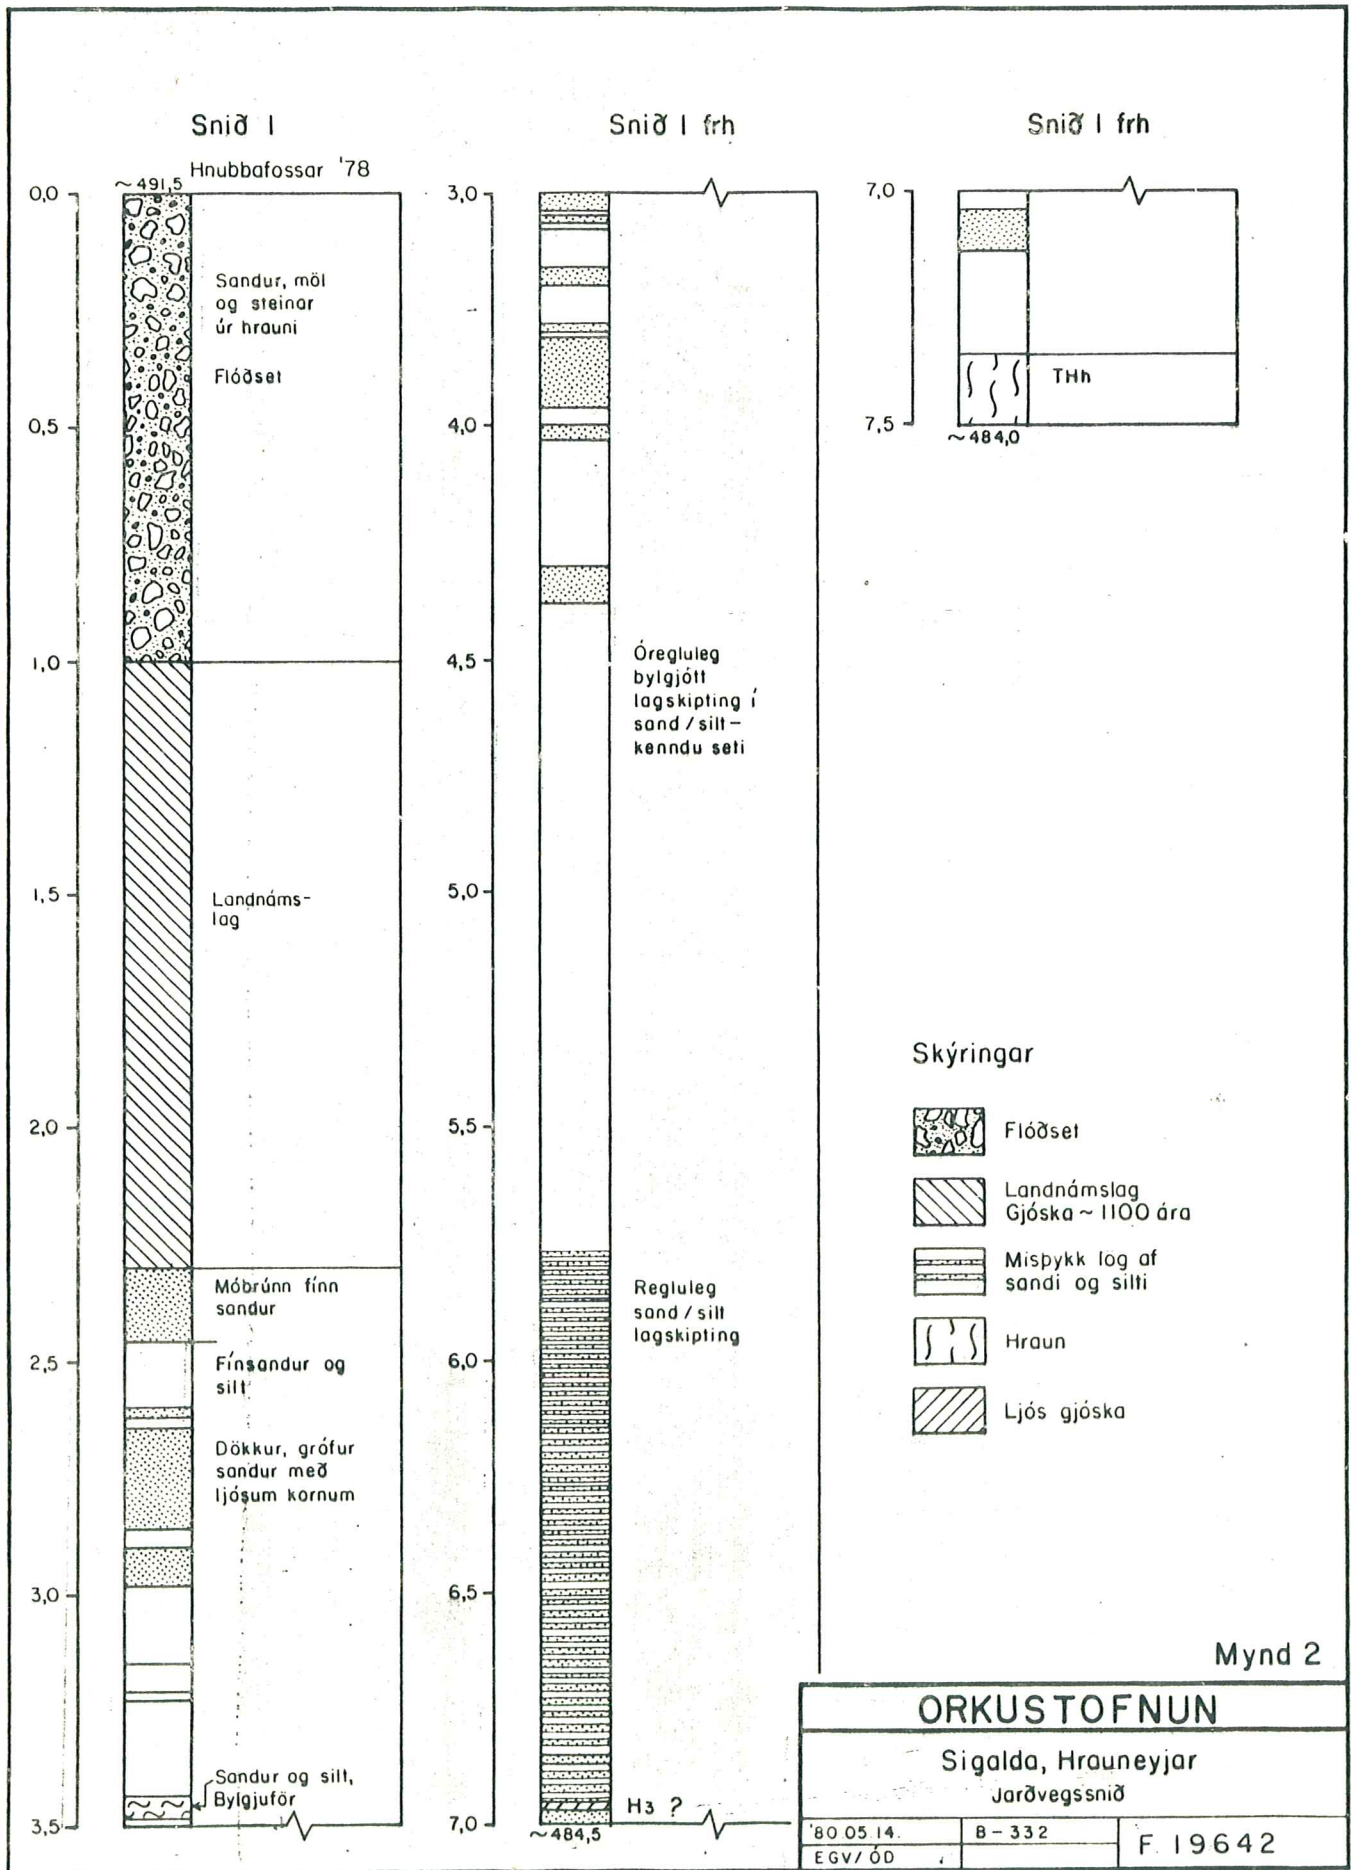 Snið I
Hnubbafossar '78
~491,5
0,0
Sandur, möl
og steinar
úr hrauni
Flóðset
0,5
1,0
1,5
Landnáms-
lag
2,0
Móbrúnn fínn
sandur
2,5
Fínsandur og
silt
Dökkur, grófur
sandur með
ljósum kornum
3,0
Sandur og silt,
Bylgjuför
3,5
Snið I frh
3,0
4,0
4,5
Óregluleg
bylgjótt
lagskipting í
sand/silt-
kenndu seti
5,0
5,5
Regluleg
sand/silt
lagskipting
6,0
6,5
H3 ?
7,0
~484,5
Snið I frh
7,0
THh
7,5
~484,0
Skýringar
Flóðset
Landnámslag
Gjóska ~ 1100 ára
Misþykk lög af
sandi og silti
Hraun
Ljós gjóska
Mynd 2
ORKUSTOFNUN
Sigalda, Hrauneyjar
Jarðvegssnið
'80.05.14.
B-332
F. 19642
EGV/ÓD